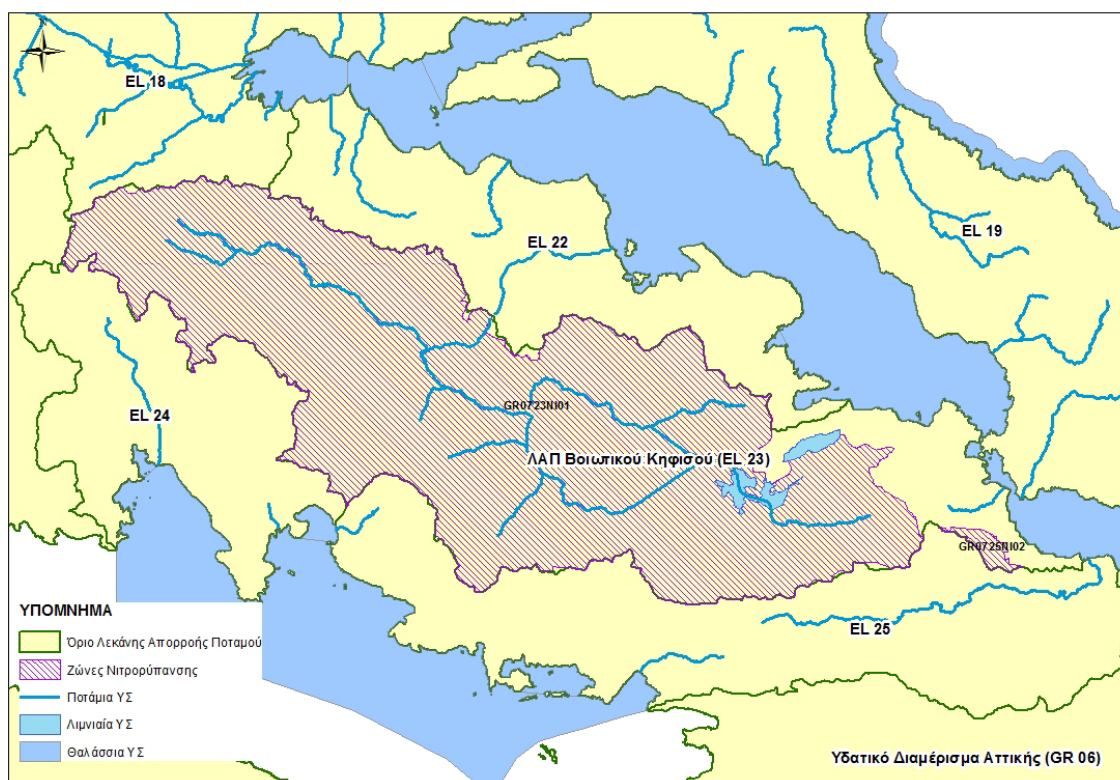 EL 18
EL 19
EL 22
GR0723NI01
EL 24
ΛΑΠ Βοιωτικού Κηφισού (EL 23)
GR0725NI02
ΥΠΟΜΝΗΜΑ
Όριο Λεκάνης Απορροής Ποταμού
Ζώνες Νιτρορύπανσης
Ποτάμια ΥΣ
Λιμναία ΥΣ
Θαλάσσια ΥΣ
EL 25
Υδατικό Διαμέρισμα Αττικής (GR 06)